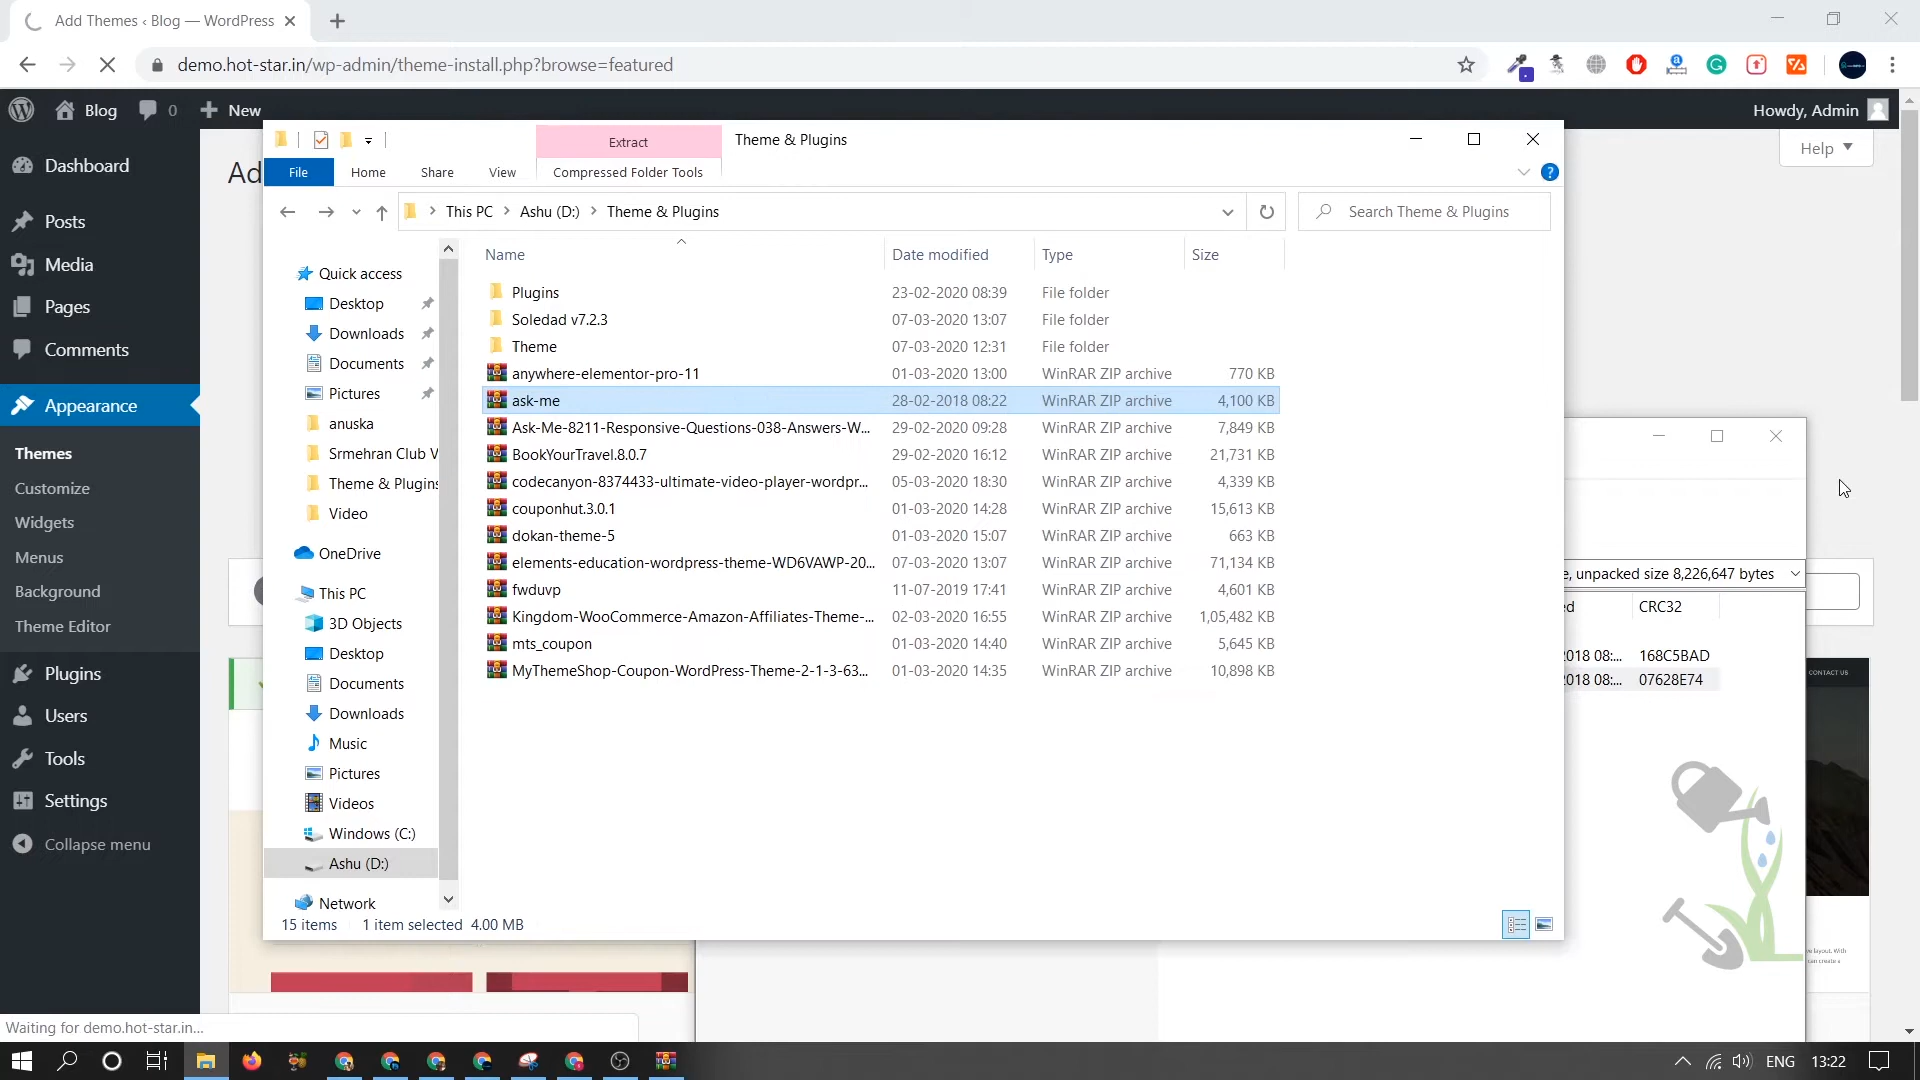 Add Themes ‹ Blog — WordPress
demo.hot-star.in/wp-admin/theme-install.php?browse=featured
Blog 0 New Howdy, Admin
Help
Dashboard
Posts
Media
Pages
Comments
Appearance
Themes
Customize
Widgets
Menus
Background
Theme Editor
Plugins
Users
Tools
Settings
Collapse menu
Ad
Extract Theme & Plugins
File Home Share View Compressed Folder Tools
This PC Ashu (D:) Theme & Plugins
Search Theme & Plugins
Quick access
Desktop
Downloads
Documents
Pictures
anuska
Srmehran Club V
Theme & Plugins
Video
OneDrive
This PC
3D Objects
Desktop
Documents
Downloads
Music
Pictures
Videos
Windows (C:)
Ashu (D:)
Network
Name Date modified Type Size
Plugins 23-02-2020 08:39 File folder
Soledad v7.2.3 07-03-2020 13:07 File folder
Theme 07-03-2020 12:31 File folder
anywhere-elementor-pro-11 01-03-2020 13:00 WinRAR ZIP archive 770 KB
ask-me 28-02-2018 08:22 WinRAR ZIP archive 4,100 KB
Ask-Me-8211-Responsive-Questions-038-Answers-W... 29-02-2020 09:28 WinRAR ZIP archive 7,849 KB
BookYourTravel.8.0.7 29-02-2020 16:12 WinRAR ZIP archive 21,731 KB
codecanyon-8374433-ultimate-video-player-wordpr... 05-03-2020 18:30 WinRAR ZIP archive 4,339 KB
couponhut.3.0.1 01-03-2020 14:28 WinRAR ZIP archive 15,613 KB
dokan-theme-5 01-03-2020 15:07 WinRAR ZIP archive 663 KB
elements-education-wordpress-theme-WD6VAWP-20... 07-03-2020 13:07 WinRAR ZIP archive 71,134 KB
fwduvp 11-07-2019 17:41 WinRAR ZIP archive 4,601 KB
Kingdom-WooCommerce-Amazon-Affiliates-Theme-... 02-03-2020 16:55 WinRAR ZIP archive 1,05,482 KB
mts_coupon 01-03-2020 14:40 WinRAR ZIP archive 5,645 KB
MyThemeShop-Coupon-WordPress-Theme-2-1-3-63... 01-03-2020 14:35 WinRAR ZIP archive 10,898 KB
15 items 1 item selected 4.00 MB
e, unpacked size 8,226,647 bytes
ed CRC32
2018 08:... 168C5BAD
2018 08:... 07628E74
CONTACT US
Waiting for demo.hot-star.in...
ENG 13:22